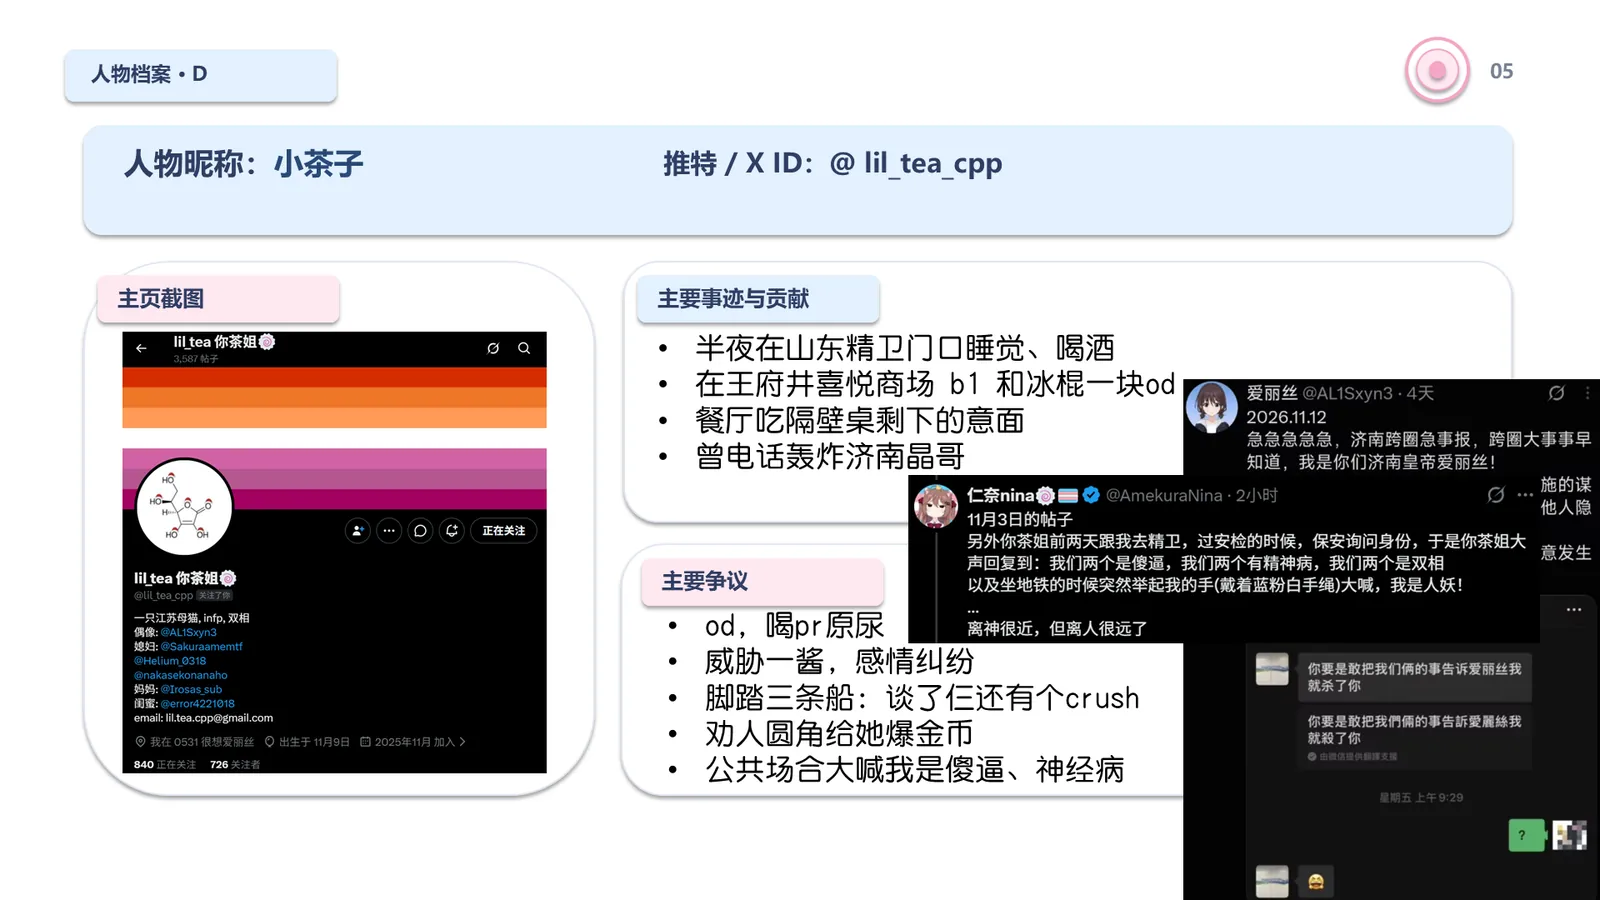 人物档案 · D
05
人物昵称：小茶子
推特 / X ID：@ lil_tea_cpp
主页截图
lil_tea 你茶姐🍥
3,587 帖子
HO
HO
H
O
O
HO
OH
正在关注
lil_tea 你茶姐🍥
@lil_tea_cpp 关注了你
一只江苏母猫, infp, 双相
偶像: @AL1Sxyn3
媳妇: @Sakuraamemtf
@Helium_0318
@nakasekonanaho
妈妈: @Irosas_sub
闺蜜: @error4221018
email: lil.tea.cpp@gmail.com
我在 0531 很想爱丽丝 出生于 11月9日 2025年11月 加入
840 正在关注 726 关注者
主要事迹与贡献
• 半夜在山东精卫门口睡觉、喝酒
• 在王府井喜悦商场 b1 和冰棍一块od
• 餐厅吃隔壁桌剩下的意面
• 曾电话轰炸济南晶哥
主要争议
• od，喝pr原尿
• 威胁一酱，感情纠纷
• 脚踏三条船：谈了仨还有个crush
• 劝人圆角给她爆金币
• 公共场合大喊我是傻逼、神经病
爱丽丝 @AL1Sxyn3 · 4天
2026.11.12
急急急急急，济南跨圈急事报，跨圈大事事早
知道，我是你们济南皇帝爱丽丝！
施的谋
他人隐
意发生
仁奈nina🍥 @AmekuraNina · 2小时
11月3日的帖子
另外你茶姐前两天跟我去精卫，过安检的时候，保安询问身份，于是你茶姐大
声回复到：我们两个是傻逼，我们两个有精神病，我们两个是双相
以及坐地铁的时候突然举起我的手(戴着蓝粉白手绳)大喊，我是人妖！
...
离神很近，但离人很远了
你要是敢把我们俩的事告诉爱丽丝我
就杀了你
你要是敢把我們倆的事告訴愛麗絲我
就殺了你
由微信提供翻譯支援
星期五 上午 9:29
?